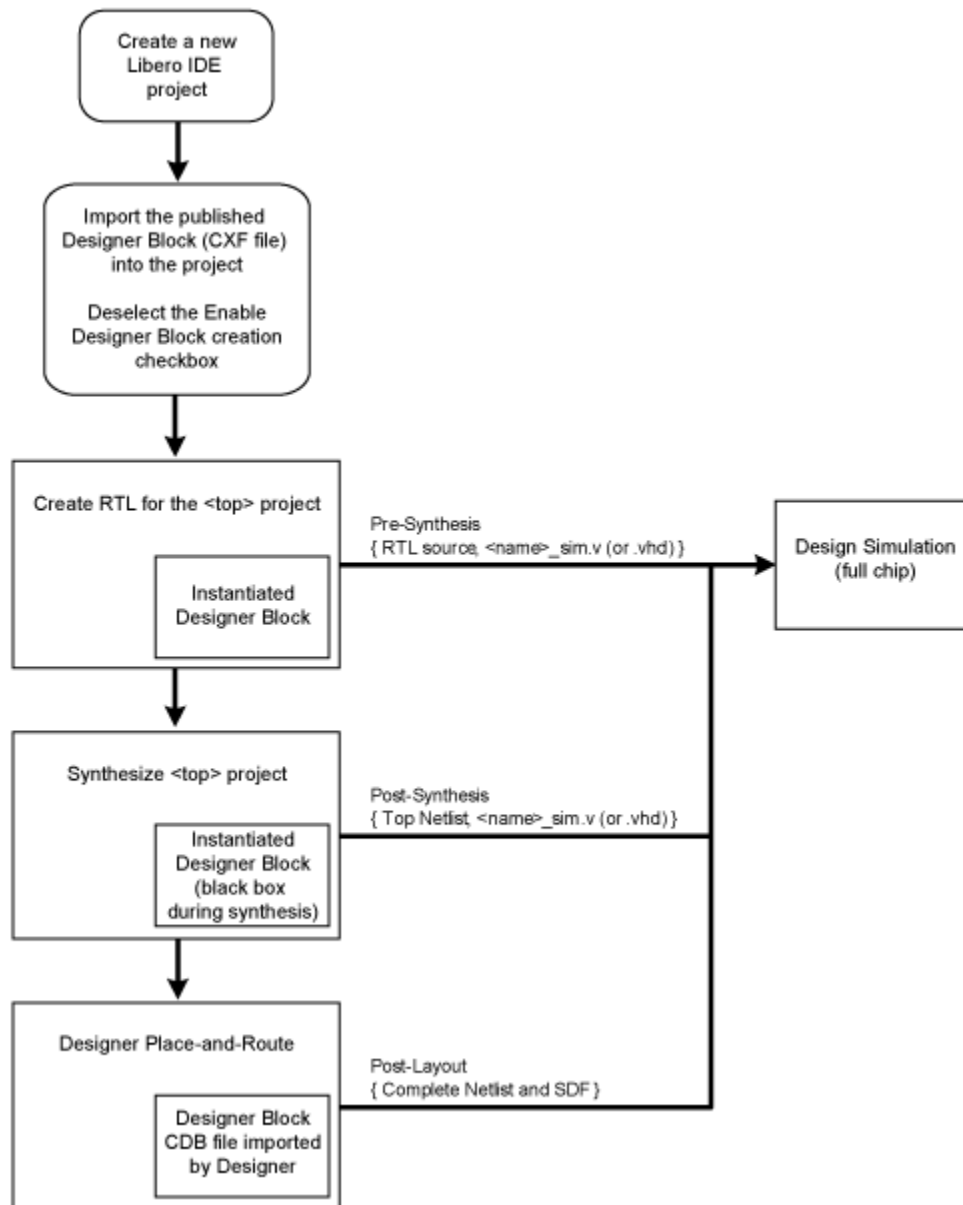 Create a new
Libero IDE
project
Import the published
Designer Block (CXF file)
into the project
Deselect the Enable
Designer Block creation
checkbox
Create RTL for the <top> project
Instantiated
Designer Block
Pre-Synthesis
{ RTL source, <name>_sim.v (or .vhd) }
Design Simulation
(full chip)
Synthesize <top> project
Instantiated
Designer Block
(black box
during synthesis)
Post-Synthesis
{ Top Netlist, <name>_sim.v (or .vhd) }
Designer Place-and-Route
Designer Block
CDB file imported
by Designer
Post-Layout
{ Complete Netlist and SDF }